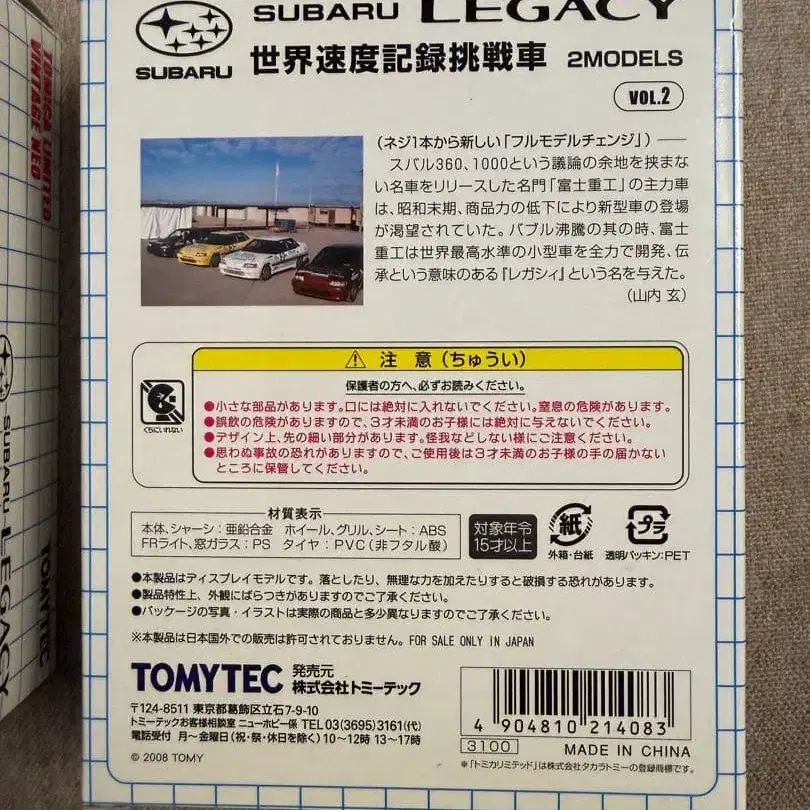 SUBARU LEGACY
SUBARU
世界速度記録挑戦車 2MODELS
VOL.2
(ネジ1本から新しい「フルモデルチェンジ」)
スバル360、1000という議論の余地を挟まな
い名車をリリースした名門「富士重工」の主力車
は、昭和末期、商品力の低下により新型車の登場
が渇望されていた。バブル沸騰の其の時、富士
重工は世界最高水準の小型車を全力で開発、伝
承という意味のある『レガシィ』という名を与えた。
(山内 玄)
注 意(ちゅうい)
保護者の方へ、必ずお読みください。
くちにいれない
●小さな部品があります。口には絶対に入れないでください。窒息の危険があります。
●誤飲の危険がありますので、3才未満のお子様には絶対に与えないでください。
●デザイン上、先の細い部分があります。怪我などしない様にご注意ください。
●思わぬ事故の恐れがありますので、ご使用後は3才未満のお子様の手の届かない
ところに保管してください。
材質表示
本体、シャーシ:亜鉛合金 ホイール、グリル、シート:ABS
FRライト、窓ガラス:PS タイヤ:PVC(非フタル酸)
対象年令
15才以上
紙
外箱・台紙
プラ
透明パッキン:PET
●本製品はディスプレイモデルです。落としたり、無理な力を加えたりすると破損する恐れがあります。
●製品特性上、外観にばらつきがありますのでご了承ください。
●パッケージの写真・イラストは実際の商品と多少異なりますのでご了承ください。
※本製品は日本国外での販売は許可されておりません。FOR SALE ONLY IN JAPAN
TOMYTEC 発売元
株式会社トミーテック
〒124-8511 東京都葛飾区立石7-9-10
トミーテックお客様相談室 ニューホビー係 TEL 03(3695)3161(代)
電話受付 月~金曜日(祝・祭・休日を除く)10~12時 13~17時
© 2008 TOMY
4 904810 214083
3100
MADE IN CHINA
※「トミカリミテッド」は株式会社タカラトミーの登録商標です。
TOMICA LIMITED
VINTAGE NEO
SUBARU LEGACY
TOMYTEC